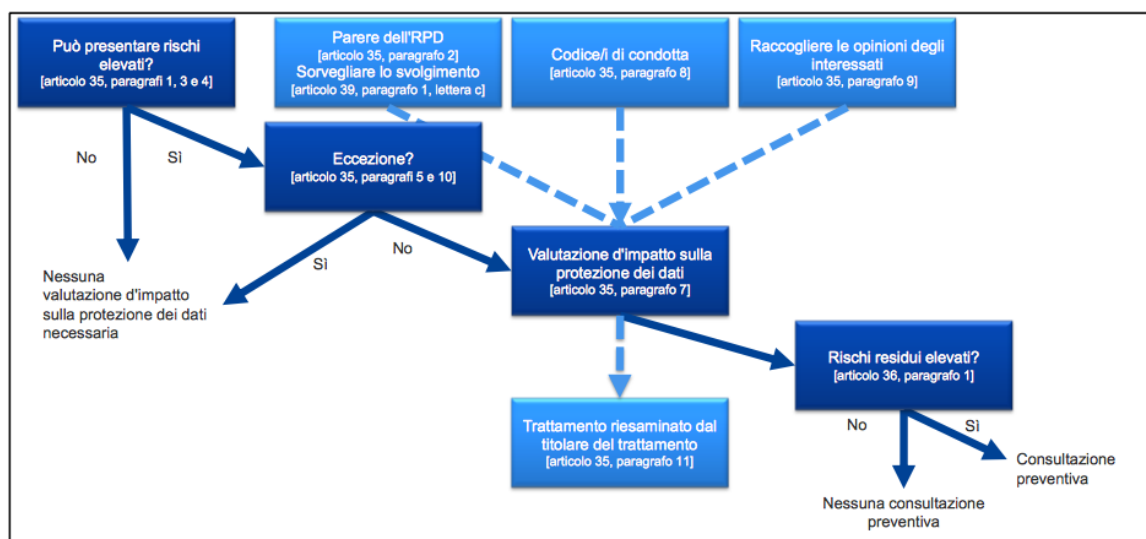 Può presentare rischi
elevati?
[articolo 35, paragrafi 1, 3 e 4]
Parere dell'RPD
[articolo 35, paragrafo 2]
Sorvegliare lo svolgimento
[articolo 39, paragrafo 1, lettera c]
Codice/i di condotta
[articolo 35, paragrafo 8]
Raccogliere le opinioni degli
interessati
[articolo 35, paragrafo 9]
No
Sì
Eccezione?
[articolo 35, paragrafi 5 e 10]
Sì
No
Nessuna
valutazione d'impatto
sulla protezione dei dati
necessaria
Valutazione d'impatto sulla
protezione dei dati
[articolo 35, paragrafo 7]
Rischi residui elevati?
[articolo 36, paragrafo 1]
Trattamento riesaminato dal
titolare del trattamento
[articolo 35, paragrafo 11]
No
Sì
Consultazione
preventiva
Nessuna consultazione
preventiva